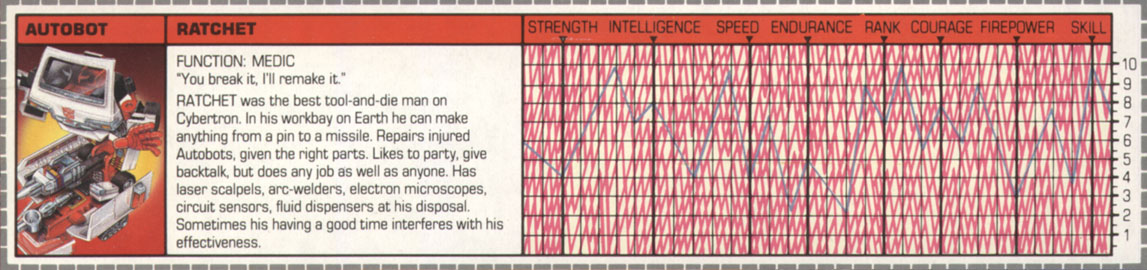 AUTOBOT
RATCHET
FUNCTION: MEDIC
"You break it, I'll remake it."
RATCHET was the best tool-and-die man on
Cybertron. In his workbay on Earth he can make
anything from a pin to a missile. Repairs injured
Autobots, given the right parts. Likes to party, give
backtalk, but does any job as well as anyone. Has
laser scalpels, arc-welders, electron microscopes,
circuit sensors, fluid dispensers at his disposal.
Sometimes his having a good time interferes with his
effectiveness.
STRENGTH INTELLIGENCE SPEED ENDURANCE RANK COURAGE FIREPOWER SKILL
10
9
8
7
6
5
4
3
2
1